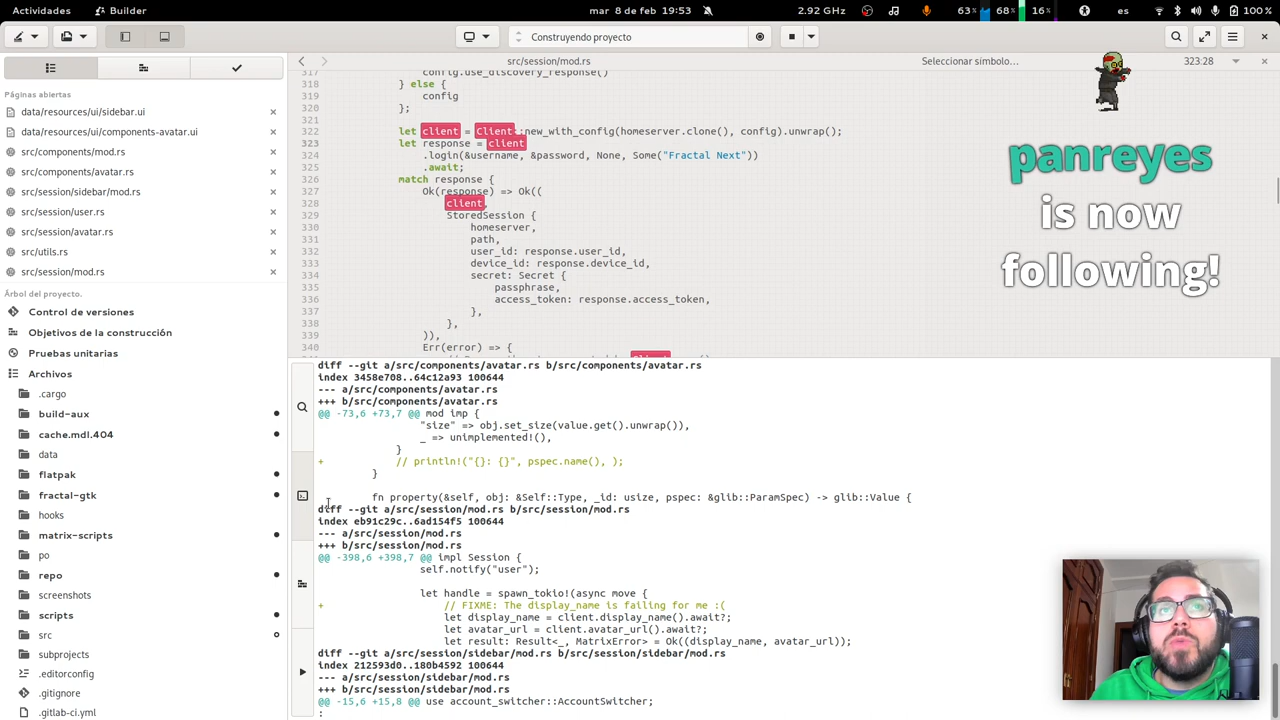 Actividades
Builder
mar 8 de feb 19:53
2.92 GHz
63%
68%
16%
es
100 %
Construyendo proyecto
src/session/mod.rs
Seleccionar símbolo…
323:28
Páginas abiertas
data/resources/ui/sidebar.ui
data/resources/ui/components-avatar.ui
src/components/mod.rs
src/components/avatar.rs
src/session/sidebar/mod.rs
src/session/user.rs
src/session/avatar.rs
src/utils.rs
src/session/mod.rs
Árbol del proyecto.
Control de versiones
Objetivos de la construcción
Pruebas unitarias
Archivos
.cargo
build-aux
cache.mdl.404
data
flatpak
fractal-gtk
hooks
matrix-scripts
po
repo
screenshots
scripts
src
subprojects
.editorconfig
.gitignore
.gitlab-ci.yml
317 config.use_discovery_response()
318 } else {
319 config
320 };
321
322 let client = Client::new_with_config(homeserver.clone(), config).unwrap();
323 let response = client
324 .login(&username, &password, None, Some("Fractal Next"))
325 .await;
326 match response {
327 Ok(response) => Ok((
328 client,
329 StoredSession {
330 homeserver,
331 path,
332 user_id: response.user_id,
333 device_id: response.device_id,
334 secret: Secret {
335 passphrase,
336 access_token: response.access_token,
337 },
338 },
339 )),
340 Err(error) => {
panreyes
is now
following!
diff --git a/src/components/avatar.rs b/src/components/avatar.rs
index 3458e708..64c12a93 100644
--- a/src/components/avatar.rs
+++ b/src/components/avatar.rs
@@ -73,6 +73,7 @@ mod imp {
"size" => obj.set_size(value.get().unwrap()),
_ => unimplemented!(),
}
+ // println!("{}: {}", pspec.name(), );
}
fn property(&self, obj: &Self::Type, _id: usize, pspec: &glib::ParamSpec) -> glib::Value {
diff --git a/src/session/mod.rs b/src/session/mod.rs
index eb91c29c..6ad154f5 100644
--- a/src/session/mod.rs
+++ b/src/session/mod.rs
@@ -398,6 +398,7 @@ impl Session {
self.notify("user");
let handle = spawn_tokio!(async move {
+ // FIXME: The display_name is failing for me :(
let display_name = client.display_name().await?;
let avatar_url = client.avatar_url().await?;
let result: Result<_, MatrixError> = Ok((display_name, avatar_url));
diff --git a/src/session/sidebar/mod.rs b/src/session/sidebar/mod.rs
index 212593d0..180b4592 100644
--- a/src/session/sidebar/mod.rs
+++ b/src/session/sidebar/mod.rs
@@ -15,6 +15,8 @@ use account_switcher::AccountSwitcher;
: